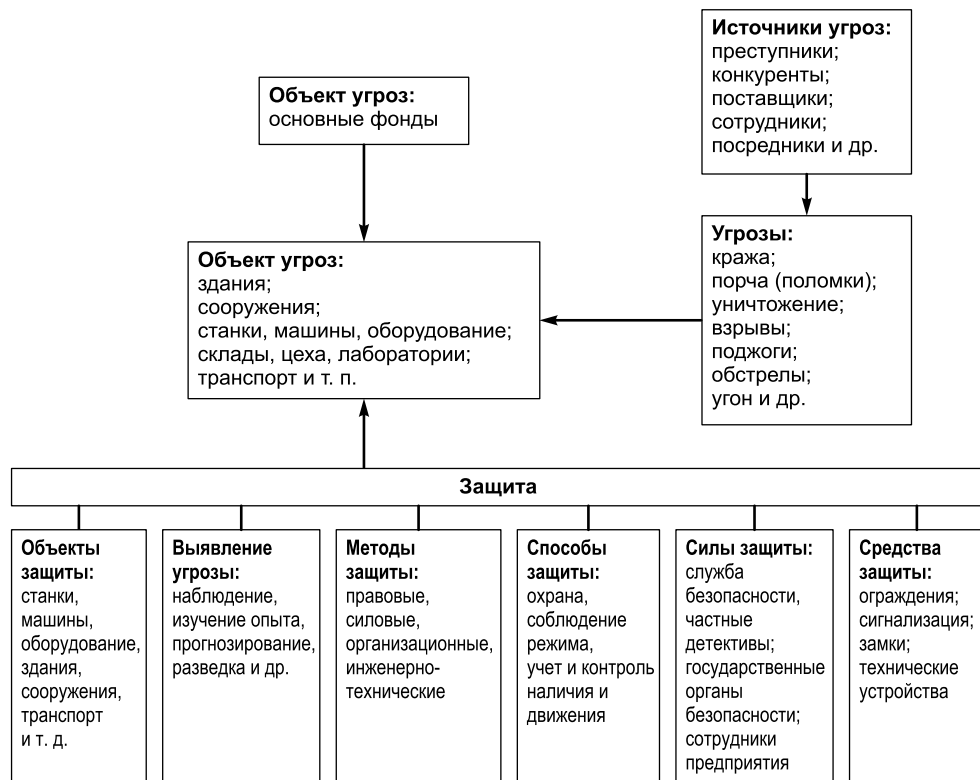 Источники угроз:
преступники;
конкуренты;
поставщики;
сотрудники;
посредники и др.
Объект угроз:
основные фонды
Угрозы:
кража;
порча (поломки);
уничтожение;
взрывы;
поджоги;
обстрелы;
угон и др.
Объект угроз:
здания;
сооружения;
станки, машины, оборудование;
склады, цеха, лаборатории;
транспорт и т. п.
Защита
Объекты
защиты:
станки,
машины,
оборудование,
здания,
сооружения,
транспорт
и т. д.
Выявление
угрозы:
наблюдение,
изучение опыта,
прогнозирование,
разведка и др.
Методы
защиты:
правовые,
силовые,
организационные,
инженерно-
технические
Способы
защиты:
охрана,
соблюдение
режима,
учет и контроль
наличия и
движения
Силы защиты:
служба
безопасности,
частные
детективы;
государственные
органы
безопасности;
сотрудники
предприятия
Средства
защиты:
ограждения;
сигнализация;
замки;
технические
устройства